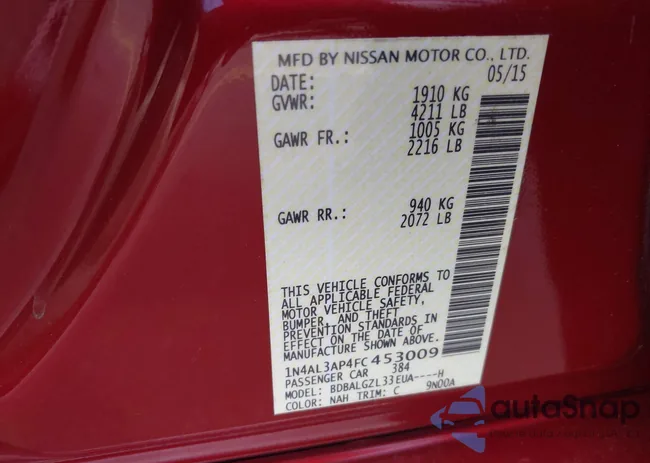 MFD BY NISSAN MOTOR CO., LTD.
DATE: 05/15
GVWR: 1910 KG
4211 LB
GAWR FR.: 1005 KG
2216 LB
GAWR RR.: 940 KG
2072 LB
THIS VEHICLE CONFORMS TO
ALL APPLICABLE FEDERAL
MOTOR VEHICLE SAFETY,
BUMPER, AND THEFT
PREVENTION STANDARDS IN
EFFECT ON THE DATE OF
MANUFACTURE SHOWN ABOVE.
1N4AL3AP4FC453009
PASSENGER CAR 384
MODEL: BDBALGZL33EUA----H
COLOR: NAH TRIM: C 9N00A
autoSnap